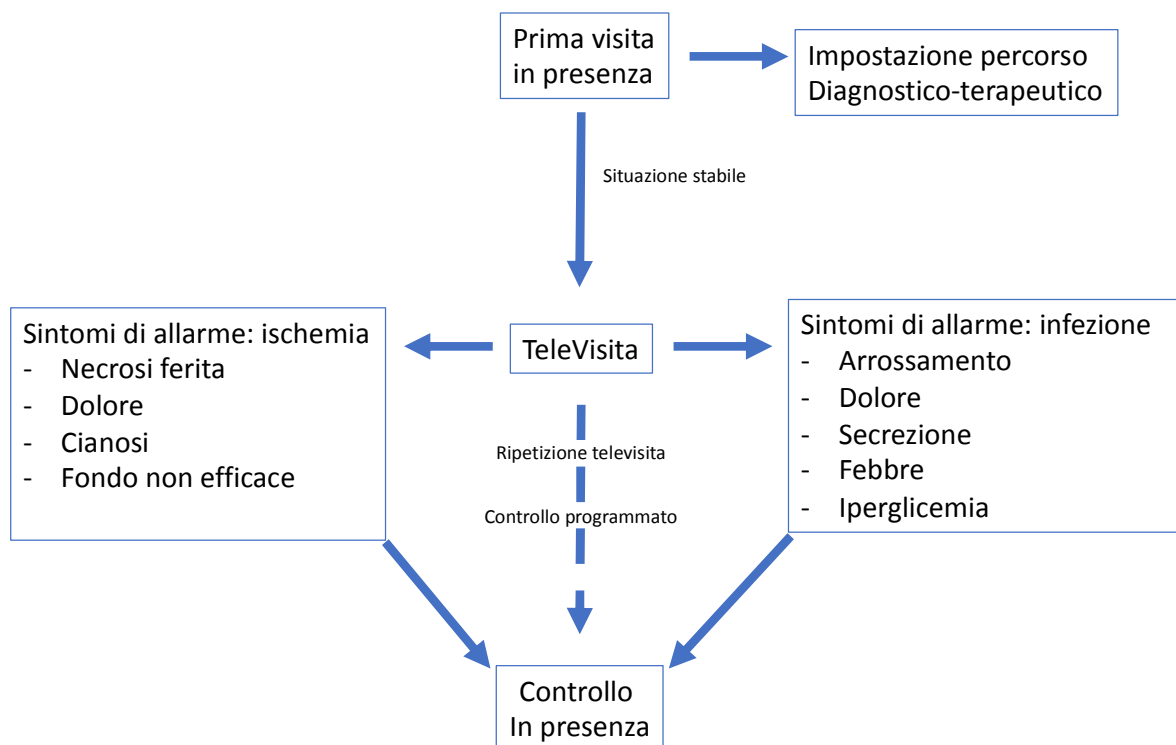 Prima visita
in presenza
Impostazione percorso
Diagnostico-terapeutico
Situazione stabile
Sintomi di allarme: ischemia
- Necrosi ferita
- Dolore
- Cianosi
- Fondo non efficace
TeleVisita
Sintomi di allarme: infezione
- Arrossamento
- Dolore
- Secrezione
- Febbre
- Iperglicemia
Ripetizione televisita
Controllo programmato
Controllo
In presenza